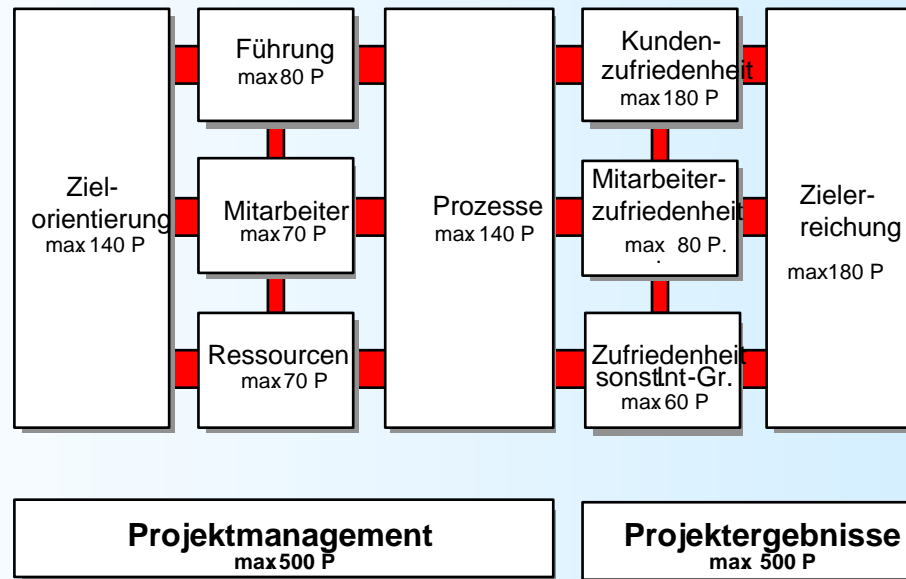 Ziel-
orientierung
max 140 P
Führung
max 80 P
Mitarbeiter
max 70 P
Ressourcen
max 70 P
Prozesse
max 140 P
Kunden-
zufriedenheit
max 180 P
Mitarbeiter-
zufriedenheit
max 80 P.
.
Zufriedenheit
sonst.Int-Gr.
max 60 P
Zieler-
reichung
max 180 P
Projektmanagement
max 500 P
Projektergebnisse
max 500 P